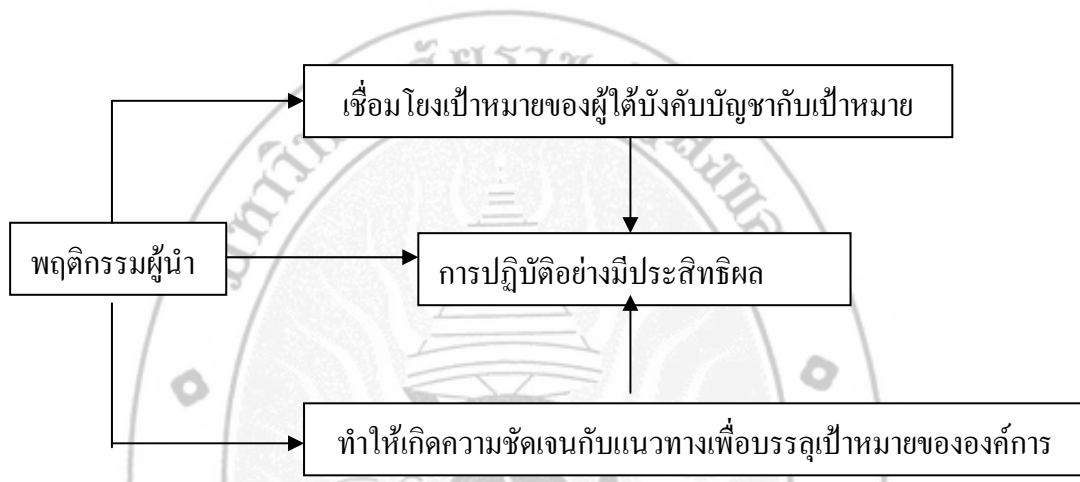 เชื่อมโยงเป้าหมายของผู้ใต้บังคับบัญชากับเป้าหมาย
พฤติกรรมผู้นำ
การปฏิบัติอย่างมีประสิทธิผล
ทำให้เกิดความชัดเจนกับแนวทางเพื่อบรรลุเป้าหมายขององค์การ